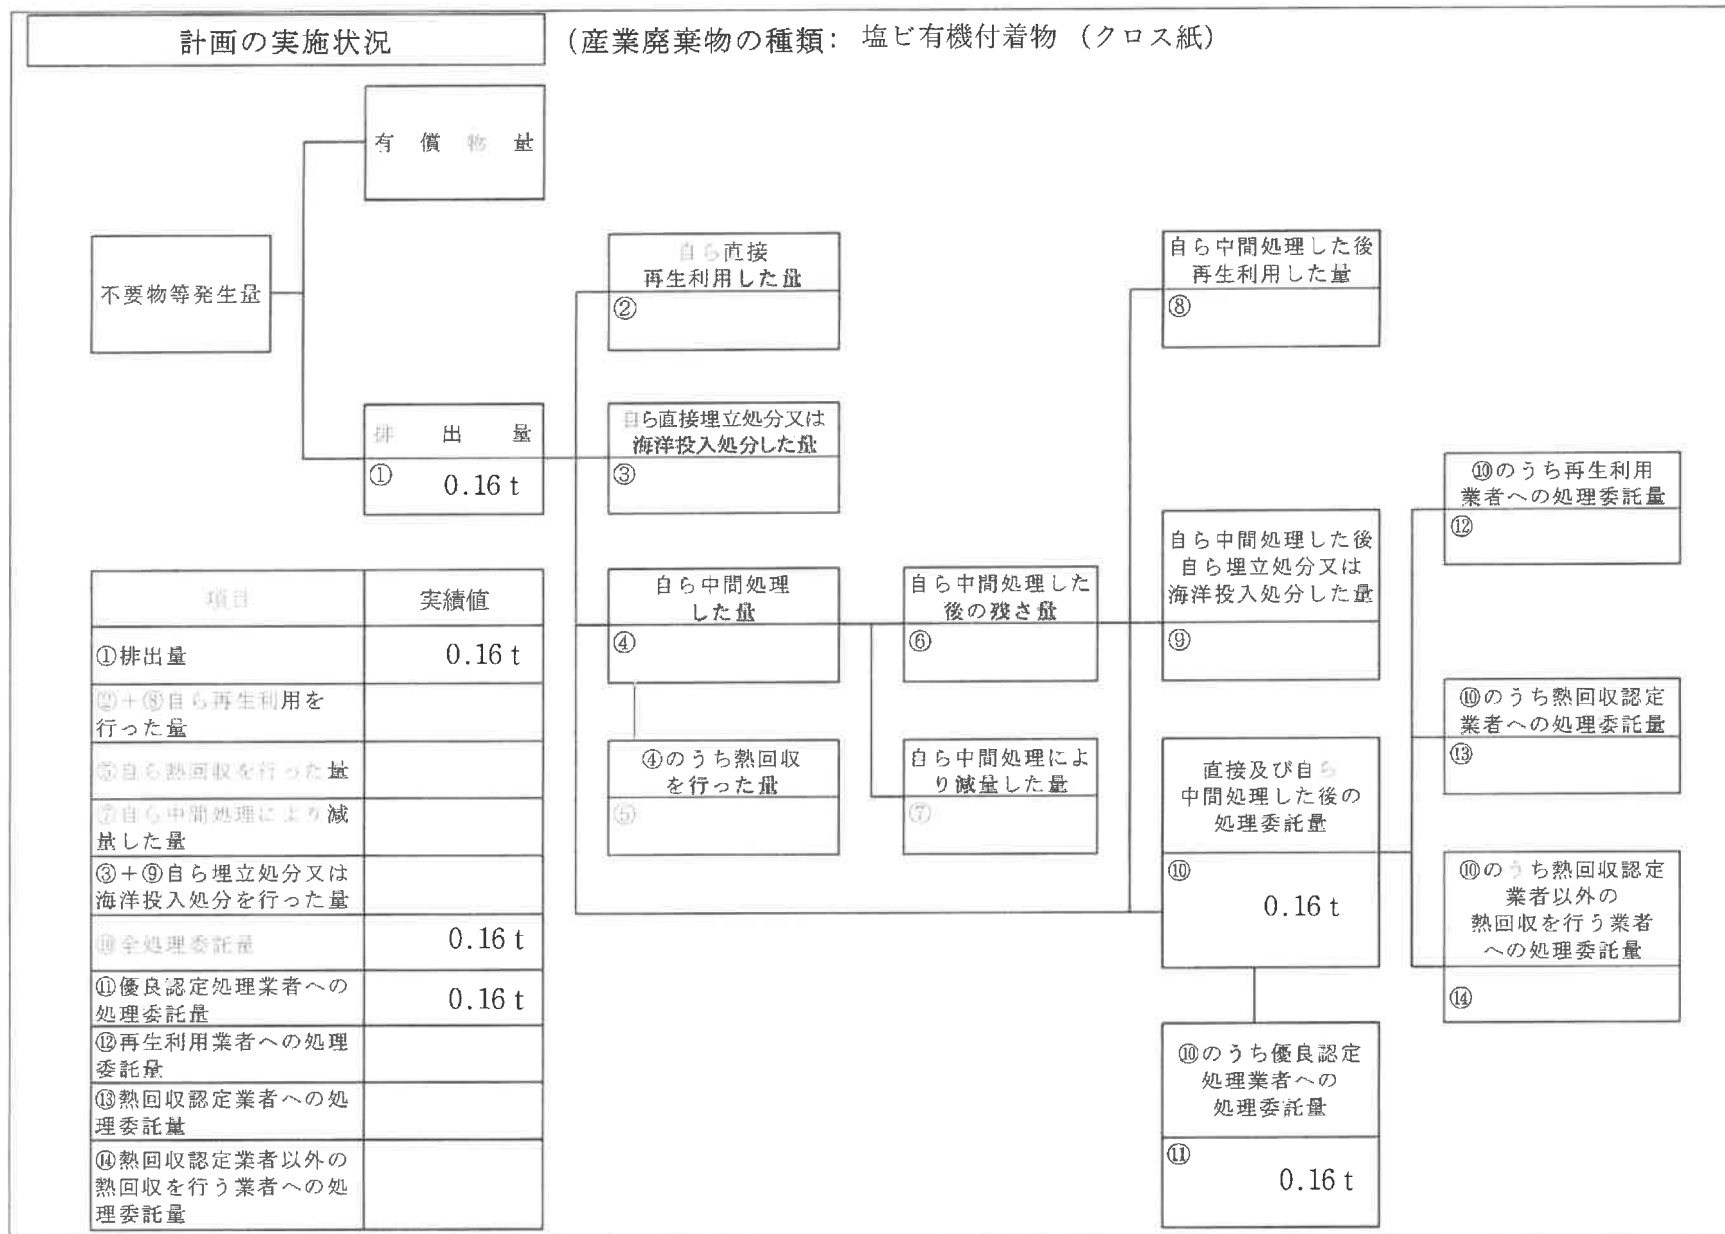 計画の実施状況
(産業廃棄物の種類： 塩ビ有機付着物 （クロス紙）
有 償 物 量
不要物等発生量
排 出 量
①
0.16 t
自ら直接
再生利用した量
②
自ら直接埋立処分又は
海洋投入処分した量
③
自ら中間処理
した量
④
④のうち熱回収
を行った量
⑤
自ら中間処理した
後の残さ量
⑥
自ら中間処理によ
り減量した量
⑦
自ら中間処理した後
再生利用した量
⑧
自ら中間処理した後
自ら埋立処分又は
海洋投入処分した量
⑨
直接及び自ら
中間処理した後の
処理委託量
⑩
0.16 t
⑩のうち優良認定
処理業者への
処理委託量
⑪
0.16 t
⑩のうち再生利用
業者への処理委託量
⑫
⑩のうち熱回収認定
業者への処理委託量
⑬
⑩のうち熱回収認定
業者以外の
熱回収を行う業者
への処理委託量
⑭
項目 実績値
①排出量 0.16 t
②＋⑧自ら再生利用を
行った量
⑤自ら熱回収を行った量
⑦自ら中間処理により減
量した量
③＋⑨自ら埋立処分又は
海洋投入処分を行った量
⑩全処理委託量 0.16 t
⑪優良認定処理業者への
処理委託量 0.16 t
⑫再生利用業者への処理
委託量
⑬熱回収認定業者への処
理委託量
⑭熱回収認定業者以外の
熱回収を行う業者への処
理委託量